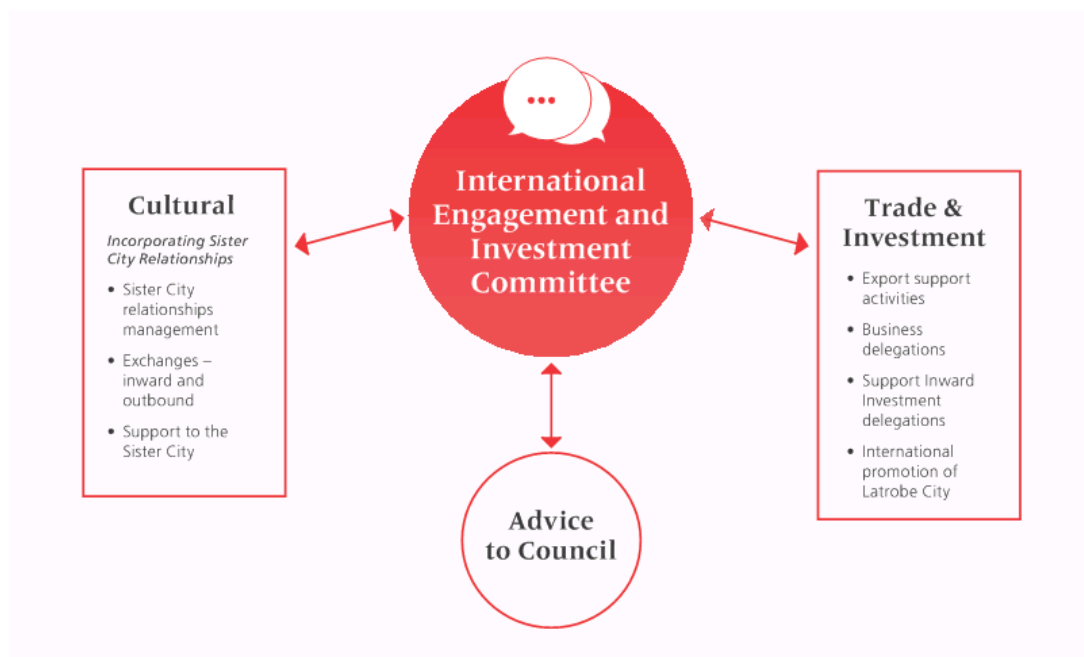 International
Engagement and
Investment
Committee
Cultural
Incorporating Sister
City Relationships
• Sister City
relationships
management
• Exchanges –
inward and
outbound
• Support to the
Sister City
Trade &
Investment
• Export support
activities
• Business
delegations
• Support Inward
Investment
delegations
• International
promotion of
Latrobe City
Advice
to Council